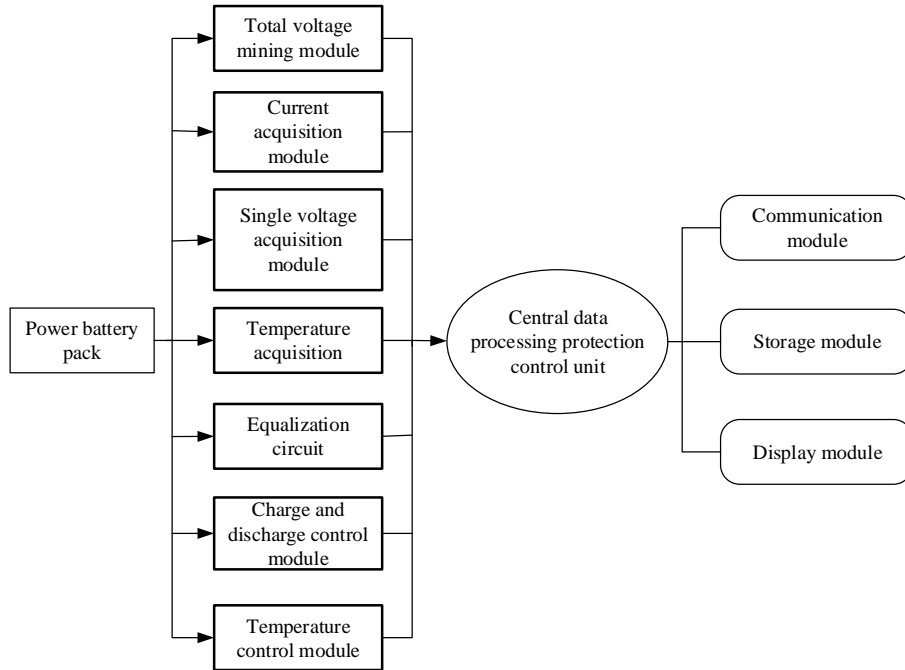 Total voltage
mining module
Current
acquisition
module
Single voltage
acquisition
module
Power battery
pack
Temperature
acquisition
Equalization
circuit
Charge and
discharge control
module
Temperature
control module
Central data
processing protection
control unit
Communication
module
Storage module
Display module